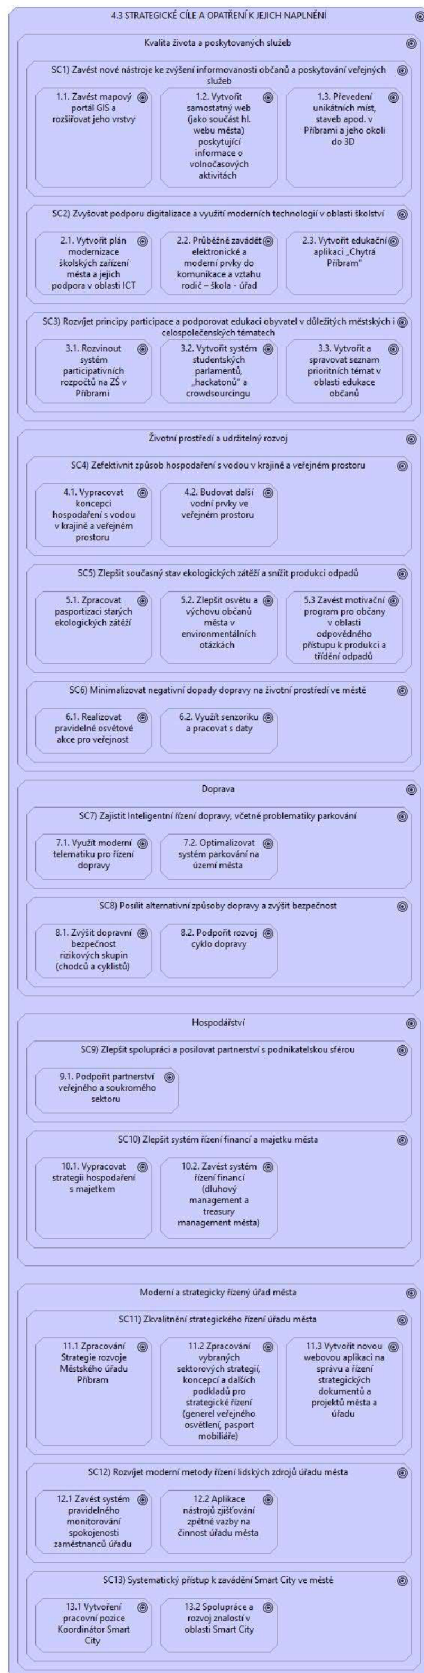 4.3 STRATEGICKÉ CÍLE A OPATŘENÍ K JEJICH NAPLNĚNÍ
Kvalita života a poskytovaných služeb
SC1) Zavést nové nástroje ke zvýšení informovanosti občanů a poskytování veřejných
služeb
1.1. Zavést mapový
portál GIS a
rozšiřovat jeho vrstvy
1.2. Vytvořit
samostatný web
(jako součást hl.
webu města)
poskytující
informace o
volnočasových
aktivitách
1.3. Převedení
unikátních míst,
staveb apod. v
Příbrami a jeho okolí
do 3D
SC2) Zvyšovat podporu digitalizace a využití moderních technologií v oblasti školství
2.1. Vytvořit plán
modernizace
školských zařízení
města a jejich
podpora v oblasti ICT
2.2. Průběžně zavádět
elektronické a
moderní prvky do
komunikace a vztahu
rodič – škola - úřad
2.3. Vytvořit edukační
aplikaci „Chytrá
Příbram"
SC3) Rozvíjet principy participace a podporovat edukaci obyvatel v důležitých městských i
celospolečenských tématech
3.1. Rozvinout
systém
participativních
rozpočtů na ZŠ v
Příbrami
3.2. Vytvořit systém
studentských
parlamentů,
„hackatonů" a
crowdsourcingu
3.3. Vytvořit a
spravovat seznam
prioritních témat v
oblasti edukace
občanů
Životní prostředí a udržitelný rozvoj
SC4) Zefektivnit způsob hospodaření s vodou v krajině a veřejném prostoru
4.1. Vypracovat
koncepci
hospodaření s vodou
v krajině a veřejném
prostoru
4.2. Budovat další
vodní prvky ve
veřejném prostoru
SC5) Zlepšit současný stav ekologických zátěží a snížit produkci odpadů
5.1. Zpracovat
pasportizaci starých
ekologických zátěží
5.2. Zlepšit osvětu a
výchovu občanů
města v
environmentálních
otázkách
5.3 Zavést motivační
program pro občany
v oblasti
odpovědného
přístupu k produkci a
třídění odpadů
SC6) Minimalizovat negativní dopady dopravy na životní prostředí ve městě
6.1. Realizovat
pravidelné osvětové
akce pro veřejnost
6.2. Využít senzoriku
a pracovat s daty
Doprava
SC7) Zajistit Inteligentní řízení dopravy, včetně problematiky parkování
7.1. Využít moderní
telematiku pro řízení
dopravy
7.2. Optimalizovat
systém parkování na
území města
SC8) Posílit alternativní způsoby dopravy a zvýšit bezpečnost
8.1. Zvýšit dopravní
bezpečnost
rizikových skupin
(chodců a cyklistů)
8.2. Podpořit rozvoj
cyklo dopravy
Hospodářství
SC9) Zlepšit spolupráci a posilovat partnerství s podnikatelskou sférou
9.1. Podpořit partnerství
veřejného a soukromého
sektoru
SC10) Zlepšit systém řízení financí a majetku města
10.1. Vypracovat
strategii hospodaření
s majetkem
10.2. Zavést systém
řízení financí
(dluhový
management a
treasury
management města)
Moderní a strategicky řízený úřad města
SC11) Zkvalitnění strategického řízení úřadu města
11.1 Zpracování
Strategie rozvoje
Městského úřadu
Příbram
11.2 Zpracování
vybraných
sektorových strategií,
koncepcí a dalších
podkladů pro
strategické řízení
(generel veřejného
osvětlení, pasport
mobiliáře)
11.3 Vytvořit novou
webovou aplikaci na
správu a řízení
strategických
dokumentů a
projektů města a
úřadu
SC12) Rozvíjet moderní metody řízení lidských zdrojů úřadu města
12.1 Zavést systém
pravidelného
monitorování
spokojenosti
zaměstnanců úřadu
12.2 Aplikace
nástrojů zjišťování
zpětné vazby na
činnost úřadu města
SC13) Systematický přístup k zavádění Smart City ve městě
13.1 Vytvoření
pracovní pozice
Koordinátor Smart
City
13.2 Spolupráce a
rozvoj znalostí v
oblasti Smart City